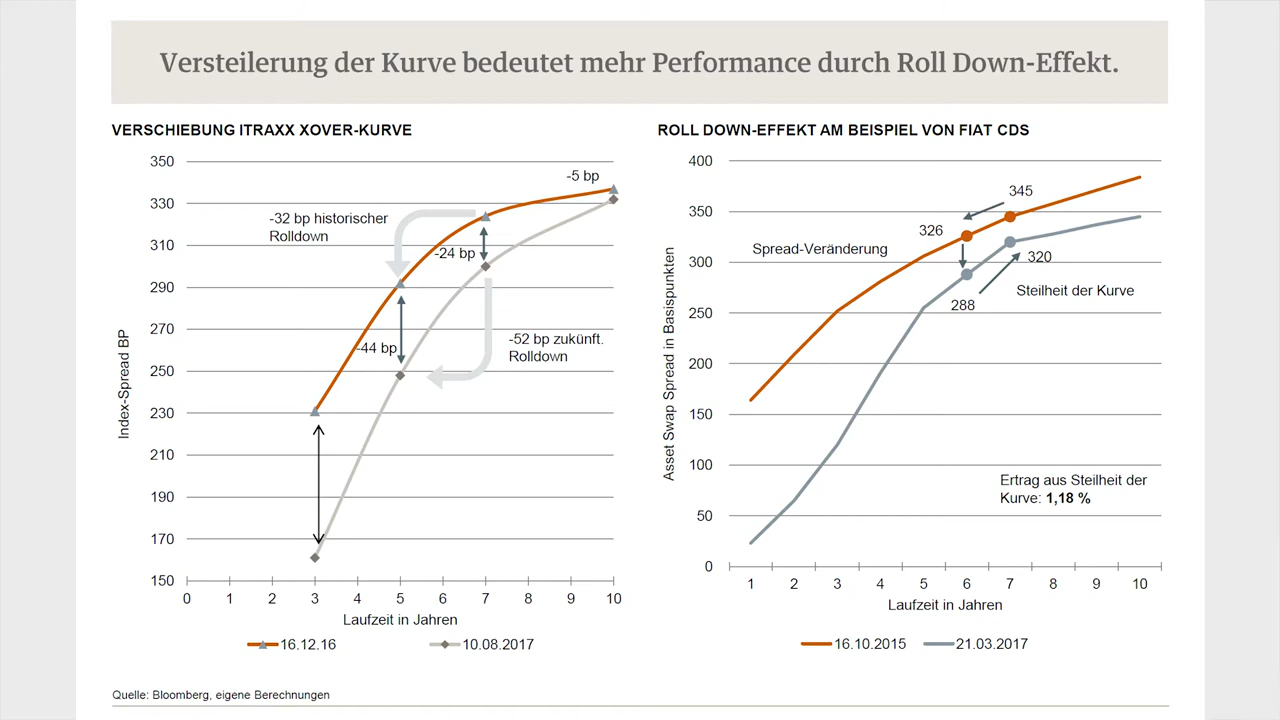 Versteilerung der Kurve bedeutet mehr Performance durch Roll Down-Effekt.
VERSCHIEBUNG ITRAXX XOVER-KURVE
Index-Spread BP
350
330
310
290
270
250
230
210
190
170
150
0 1 2 3 4 5 6 7 8 9 10
Laufzeit in Jahren
-5 bp
-32 bp historischer
Rolldown
-24 bp
-44 bp
-52 bp zukünft.
Rolldown
16.12.16
10.08.2017
ROLL DOWN-EFFEKT AM BEISPIEL VON FIAT CDS
Asset Swap Spread in Basispunkten
400
350
300
250
200
150
100
50
0
1 2 3 4 5 6 7 8 9 10
Laufzeit in Jahren
345
326
Spread-Veränderung
320
288
Steilheit der Kurve
Ertrag aus Steilheit der
Kurve: 1,18 %
16.10.2015
21.03.2017
Quelle: Bloomberg, eigene Berechnungen